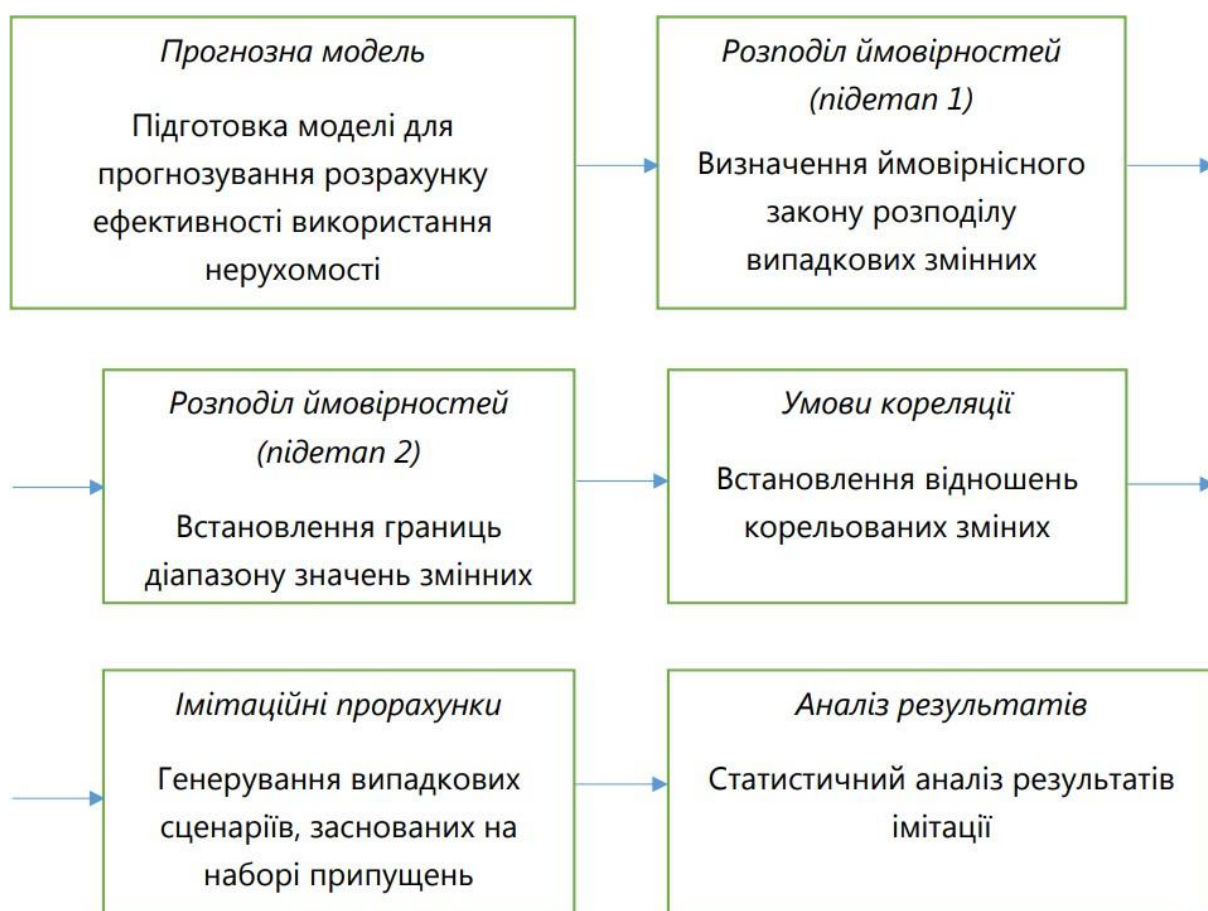 Прогнозна модель
Підготовка моделі для
прогнозування розрахунку
ефективності використання
нерухомості
Розподіл ймовірностей
(підетап 1)
Визначення ймовірнісного
закону розподілу
випадкових змінних
Розподіл ймовірностей
(підетап 2)
Встановлення границь
діапазону значень змінних
Умови кореляції
Встановлення відношень
корельованих зміних
Імітаційні прорахунки
Генерування випадкових
сценаріїв, заснованих на
наборі припущень
Аналіз результатів
Статистичний аналіз результатів
імітації